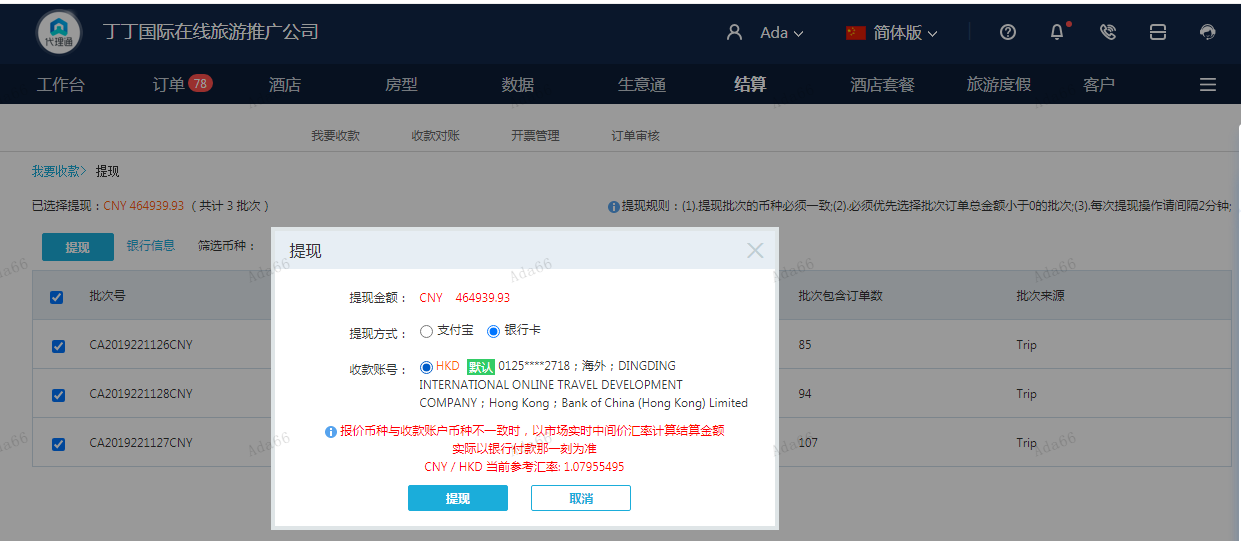 代理通
丁丁国际在线旅游推广公司
Ada
简体版
工作台 订单 78 酒店 房型 数据 生意通 结算 酒店套餐 旅游度假 客户
我要收款 收款对账 开票管理 订单审核
我要收款> 提现
已选择提现：CNY 464939.93 （共计 3 批次）
提现规则：(1).提现批次的币种必须一致;(2).必须优先选择批次订单总金额小于0的批次;(3).每次提现操作请间隔2分钟;
提现 银行信息 筛选币种：
批次号 批次包含订单数 批次来源
CA2019221126CNY 85 Trip
CA2019221128CNY 94 Trip
CA2019221127CNY 107 Trip
提现
提现金额： CNY 464939.93
提现方式： 支付宝 银行卡
收款账号： HKD 默认 0125****2718；海外；DINGDING
INTERNATIONAL ONLINE TRAVEL DEVELOPMENT
COMPANY；Hong Kong；Bank of China (Hong Kong) Limited
报价币种与收款账户币种不一致时，以市场实时中间价汇率计算结算金额
实际以银行付款那一刻为准
CNY / HKD 当前参考汇率: 1.07955495
提现 取消
Ada66
Ada66
Ada66
Ada66
Ada66
Ada66